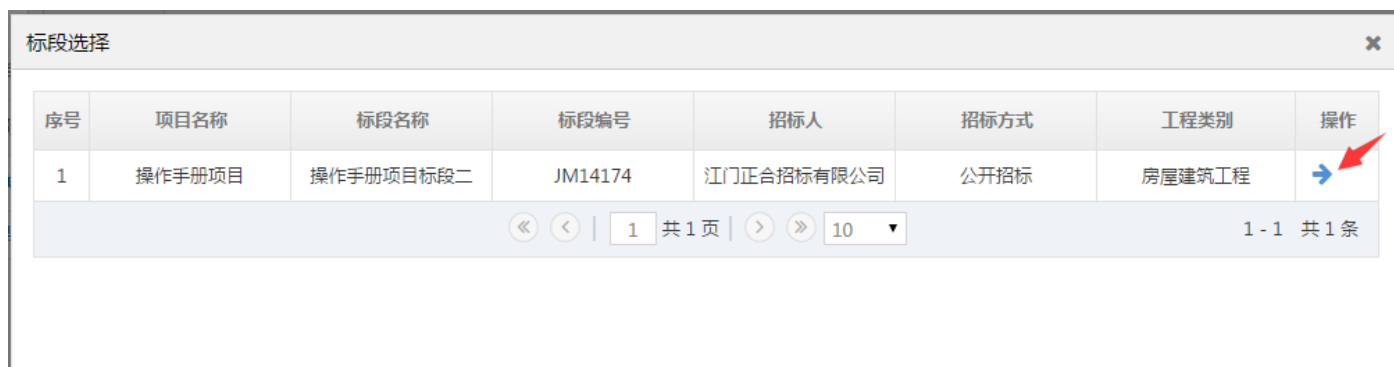 标段选择
序号 项目名称 标段名称 标段编号 招标人 招标方式 工程类别 操作
1 操作手册项目 操作手册项目标段二 JM14174 江门正合招标有限公司 公开招标 房屋建筑工程
1 共 1 页 10 1 - 1 共 1 条